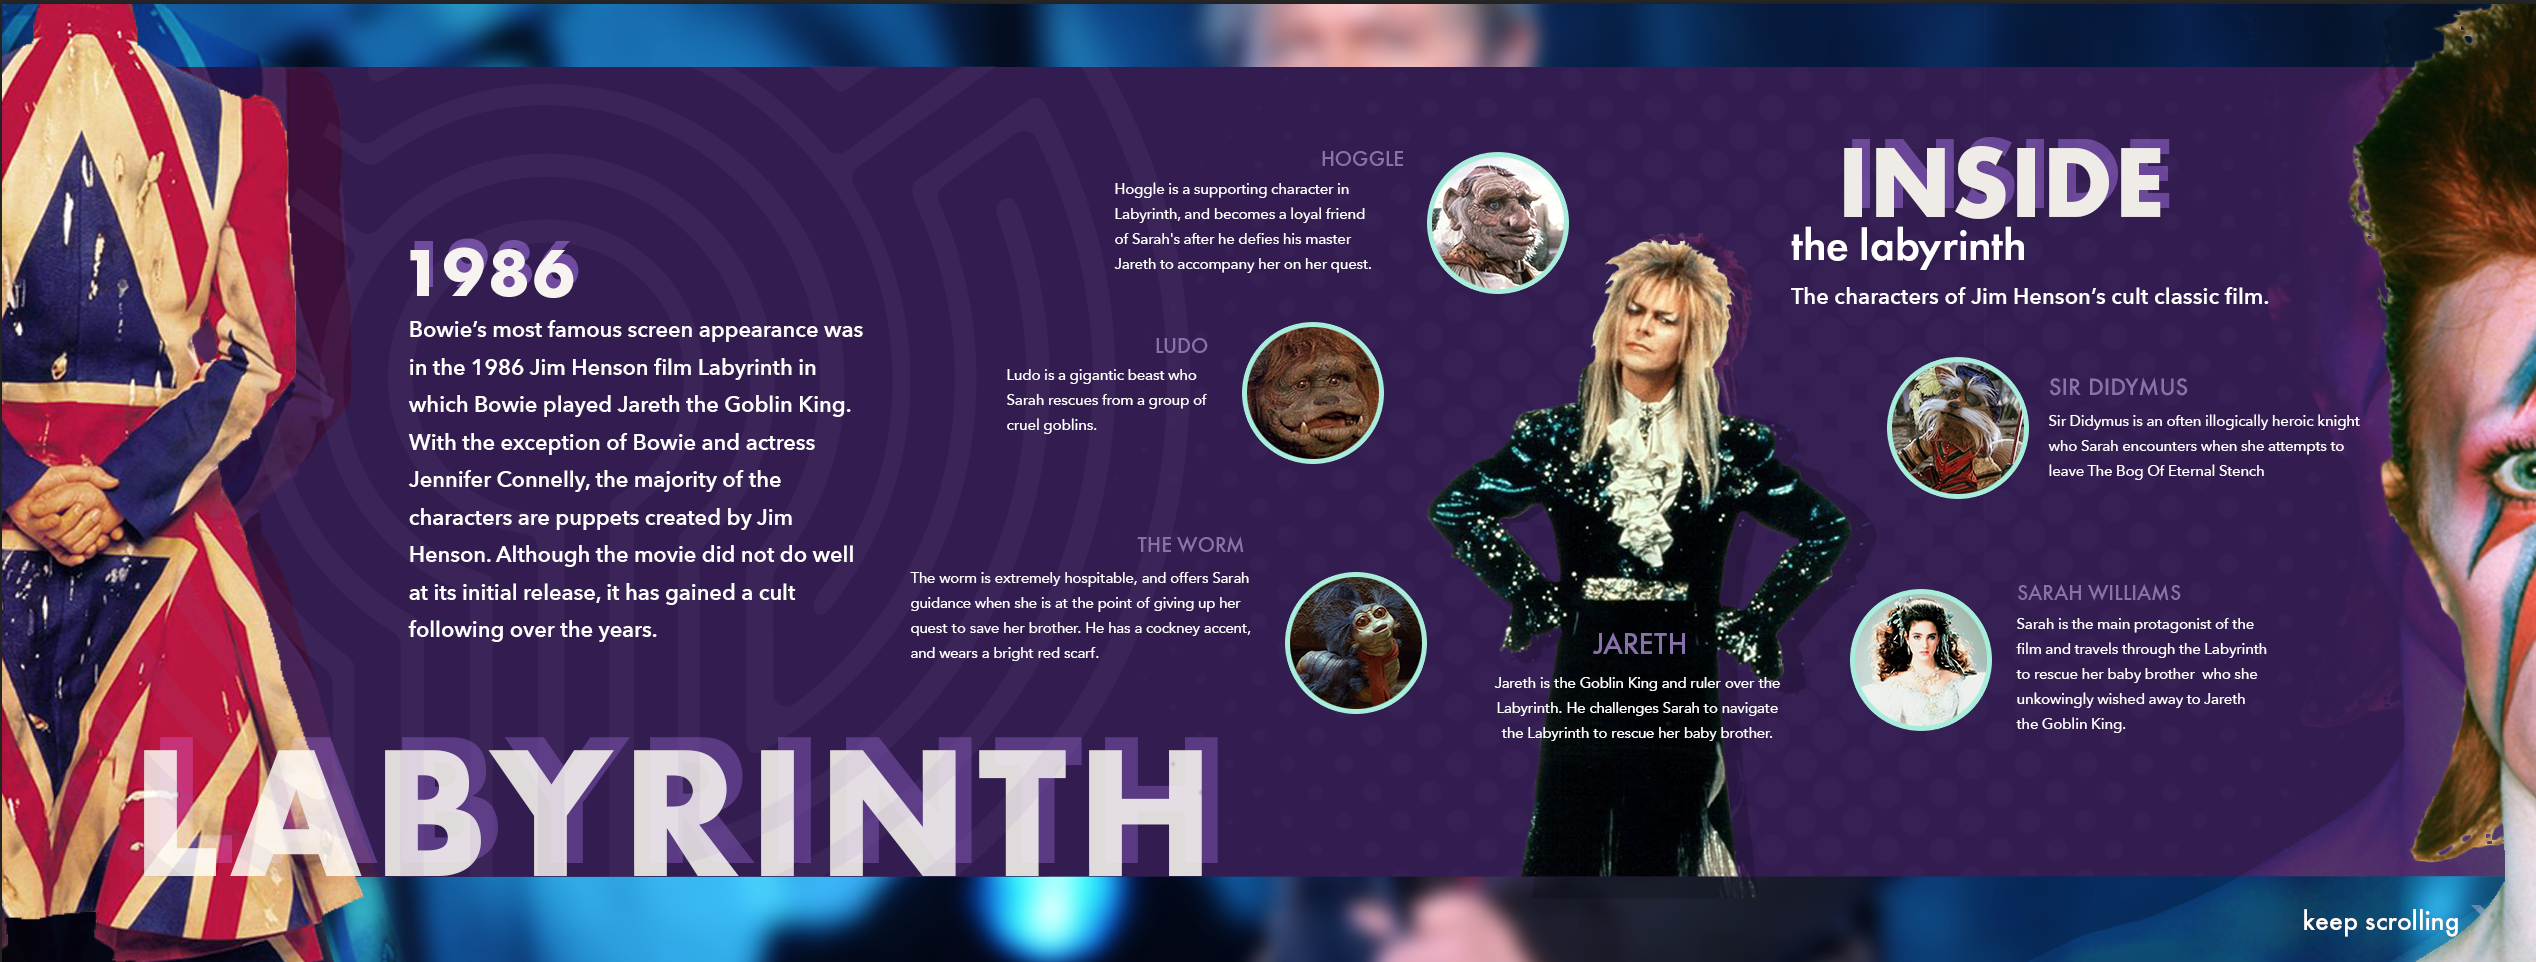 1986
Bowie’s most famous screen appearance was
in the 1986 Jim Henson film Labyrinth in
which Bowie played Jareth the Goblin King.
With the exception of Bowie and actress
Jennifer Connelly, the majority of the
characters are puppets created by Jim
Henson. Although the movie did not do well
at its initial release, it has gained a cult
following over the years.
LABYRINTH
HOGGLE
Hoggle is a supporting character in
Labyrinth, and becomes a loyal friend
of Sarah's after he defies his master
Jareth to accompany her on her quest.
LUDO
Ludo is a gigantic beast who
Sarah rescues from a group of
cruel goblins.
THE WORM
The worm is extremely hospitable, and offers Sarah
guidance when she is at the point of giving up her
quest to save her brother. He has a cockney accent,
and wears a bright red scarf.
JARETH
Jareth is the Goblin King and ruler over the
Labyrinth. He challenges Sarah to navigate
the Labyrinth to rescue her baby brother.
INSIDE
the labyrinth
The characters of Jim Henson’s cult classic film.
SIR DIDYMUS
Sir Didymus is an often illogically heroic knight
who Sarah encounters when she attempts to
leave The Bog Of Eternal Stench
SARAH WILLIAMS
Sarah is the main protagonist of the
film and travels through the Labyrinth
to rescue her baby brother  who she
unkowingly wished away to Jareth
the Goblin King.
keep scrolling